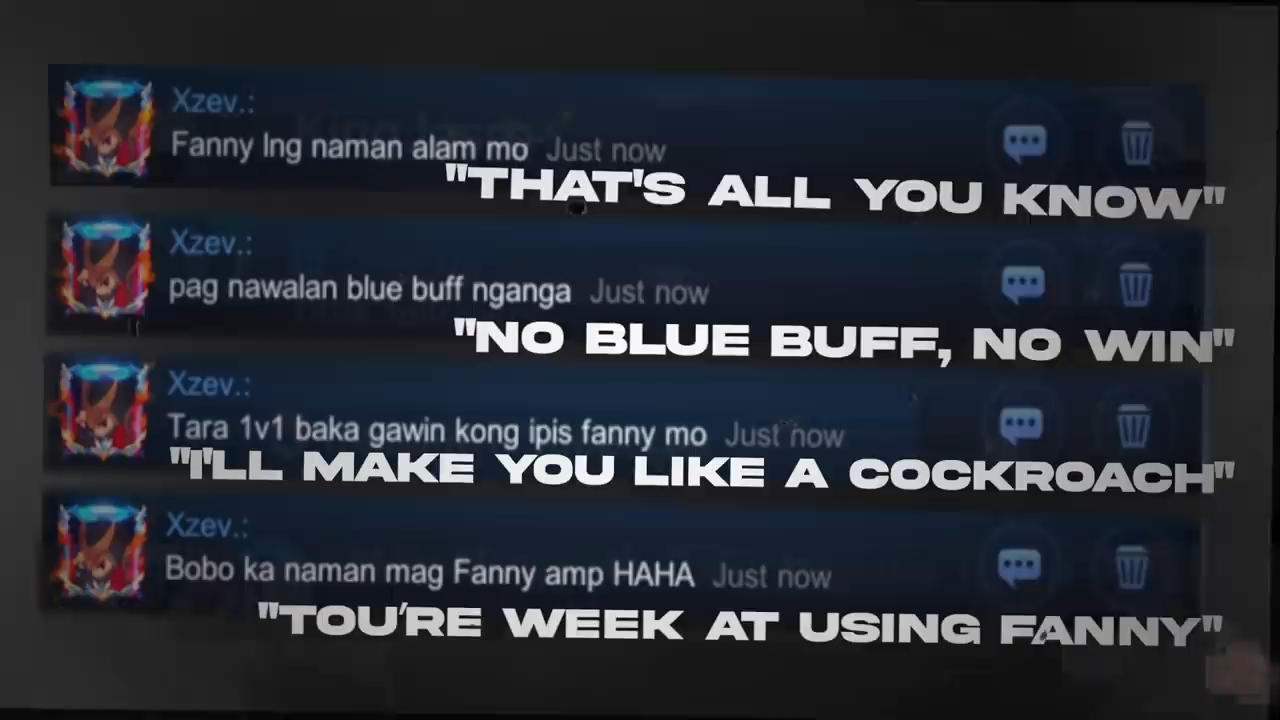 Xzev.:
Fanny lng naman alam mo Just now
"THAT'S ALL YOU KNOW"
Xzev.:
pag nawalan blue buff nganga Just now
"NO BLUE BUFF, NO WIN"
Xzev.:
Tara 1v1 baka gawin kong ipis fanny mo Just now
"I'LL MAKE YOU LIKE A COCKROACH"
Xzev.:
Bobo ka naman mag Fanny amp HAHA Just now
"TOU'RE WEEK AT USING FANNY"